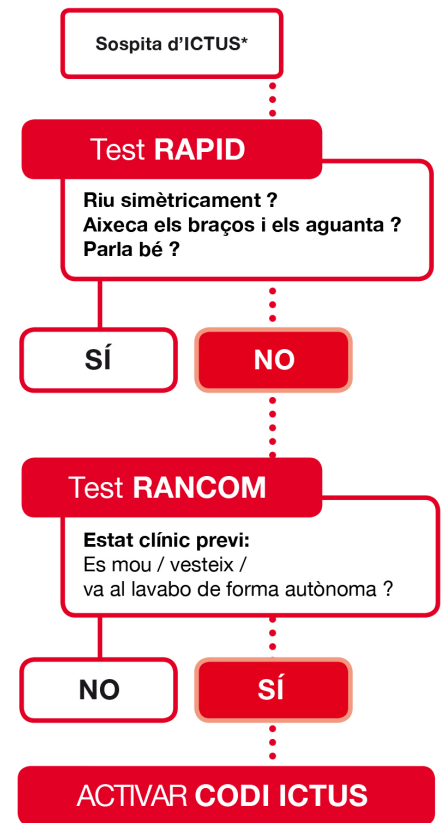 Sospita d'ICTUS*
Test RAPID
Riu simètricament ?
Aixeca els braços i els aguanta ?
Parla bé ?
SÍ
NO
Test RANCOM
Estat clínic previ:
Es mou / vesteix /
va al lavabo de forma autònoma ?
NO
SÍ
ACTIVAR CODI ICTUS